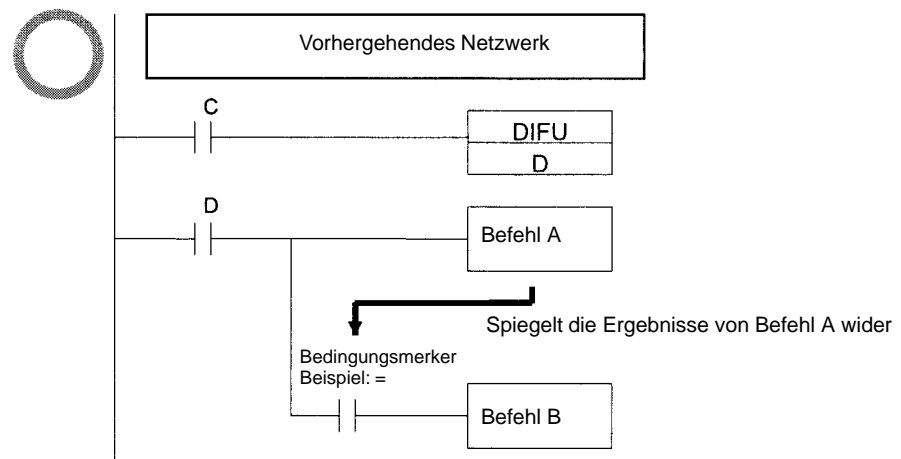 Vorhergehendes Netzwerk
C
DIFU
D
D
Befehl A
Spiegelt die Ergebnisse von Befehl A wider
Bedingungsmerker
Beispiel: =
Befehl B